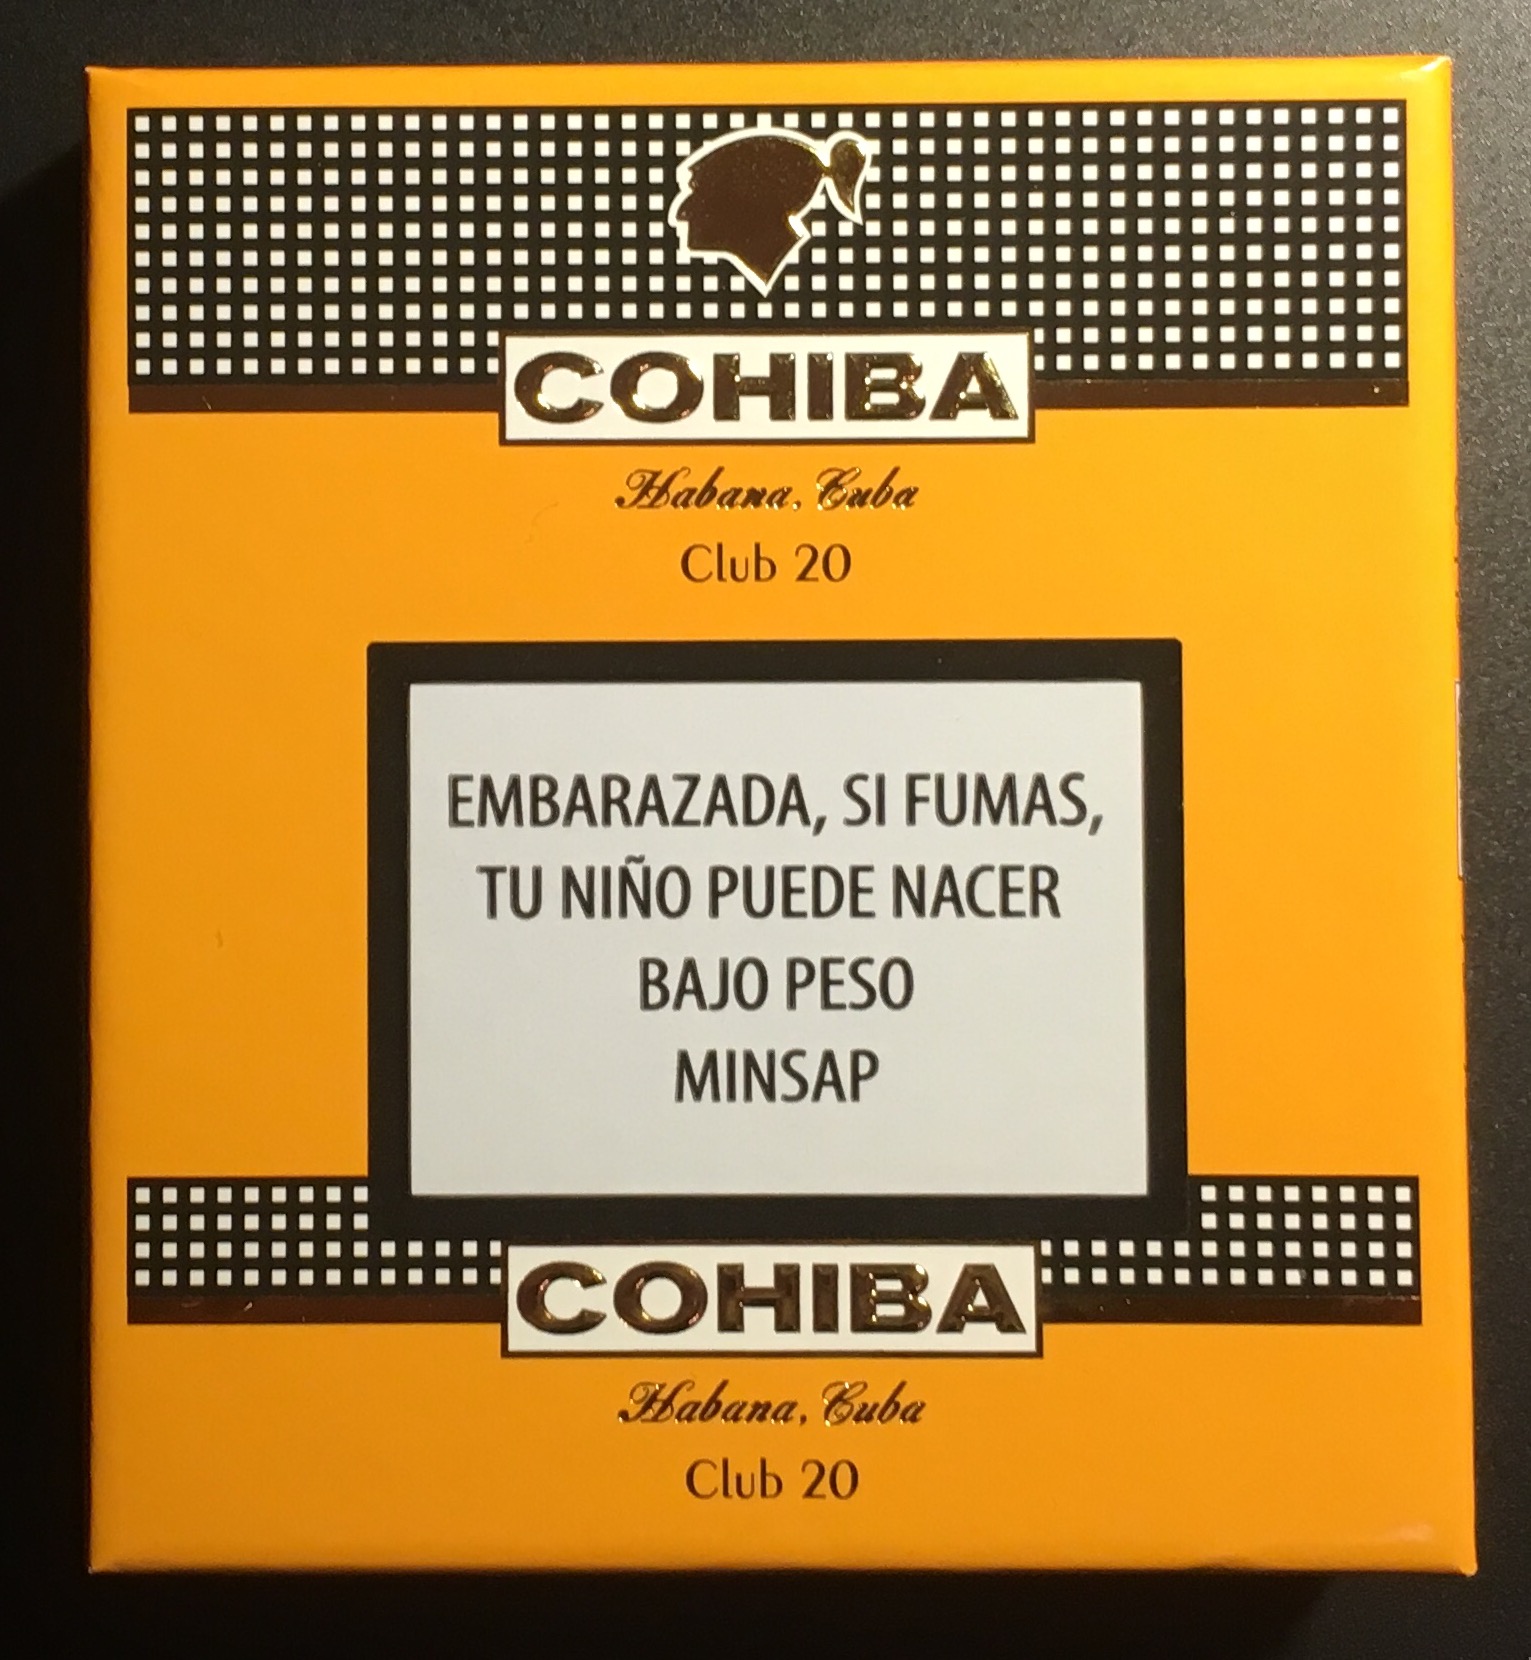 COHIBA
Habana, Cuba
Club 20
EMBARAZADA, SI FUMAS,
TU NIÑO PUEDE NACER
BAJO PESO
MINSAP
COHIBA
Habana, Cuba
Club 20